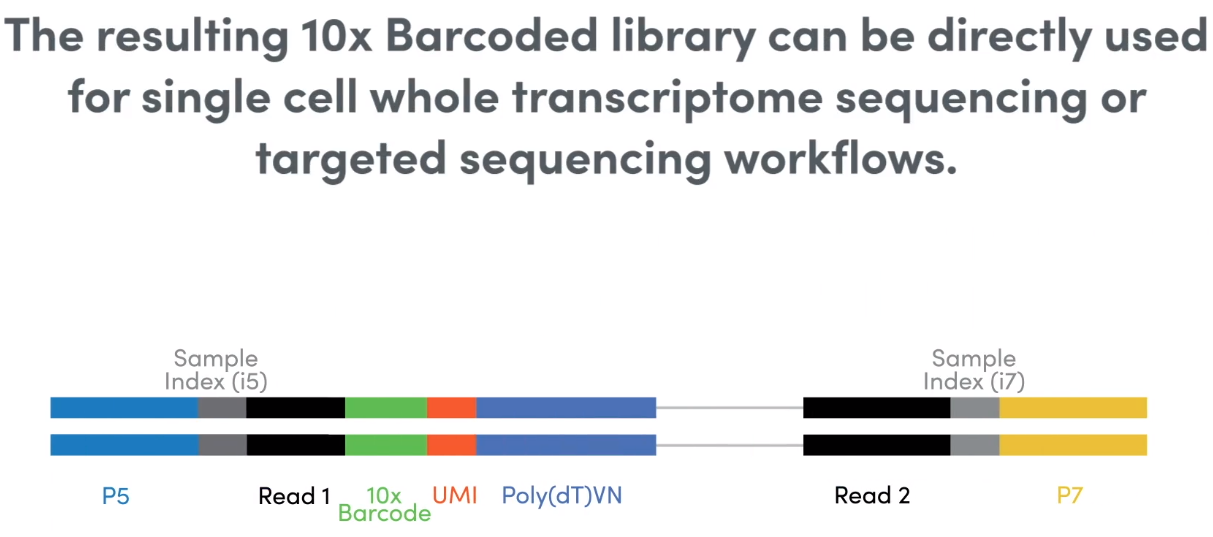 The resulting 10x Barcoded library can be directly used
for single cell whole transcriptome sequencing or
targeted sequencing workflows.
Sample
Index (i5)
Sample
Index (i7)
P5
Read 1
10x
Barcode
UMI
Poly(dT)VN
Read 2
P7